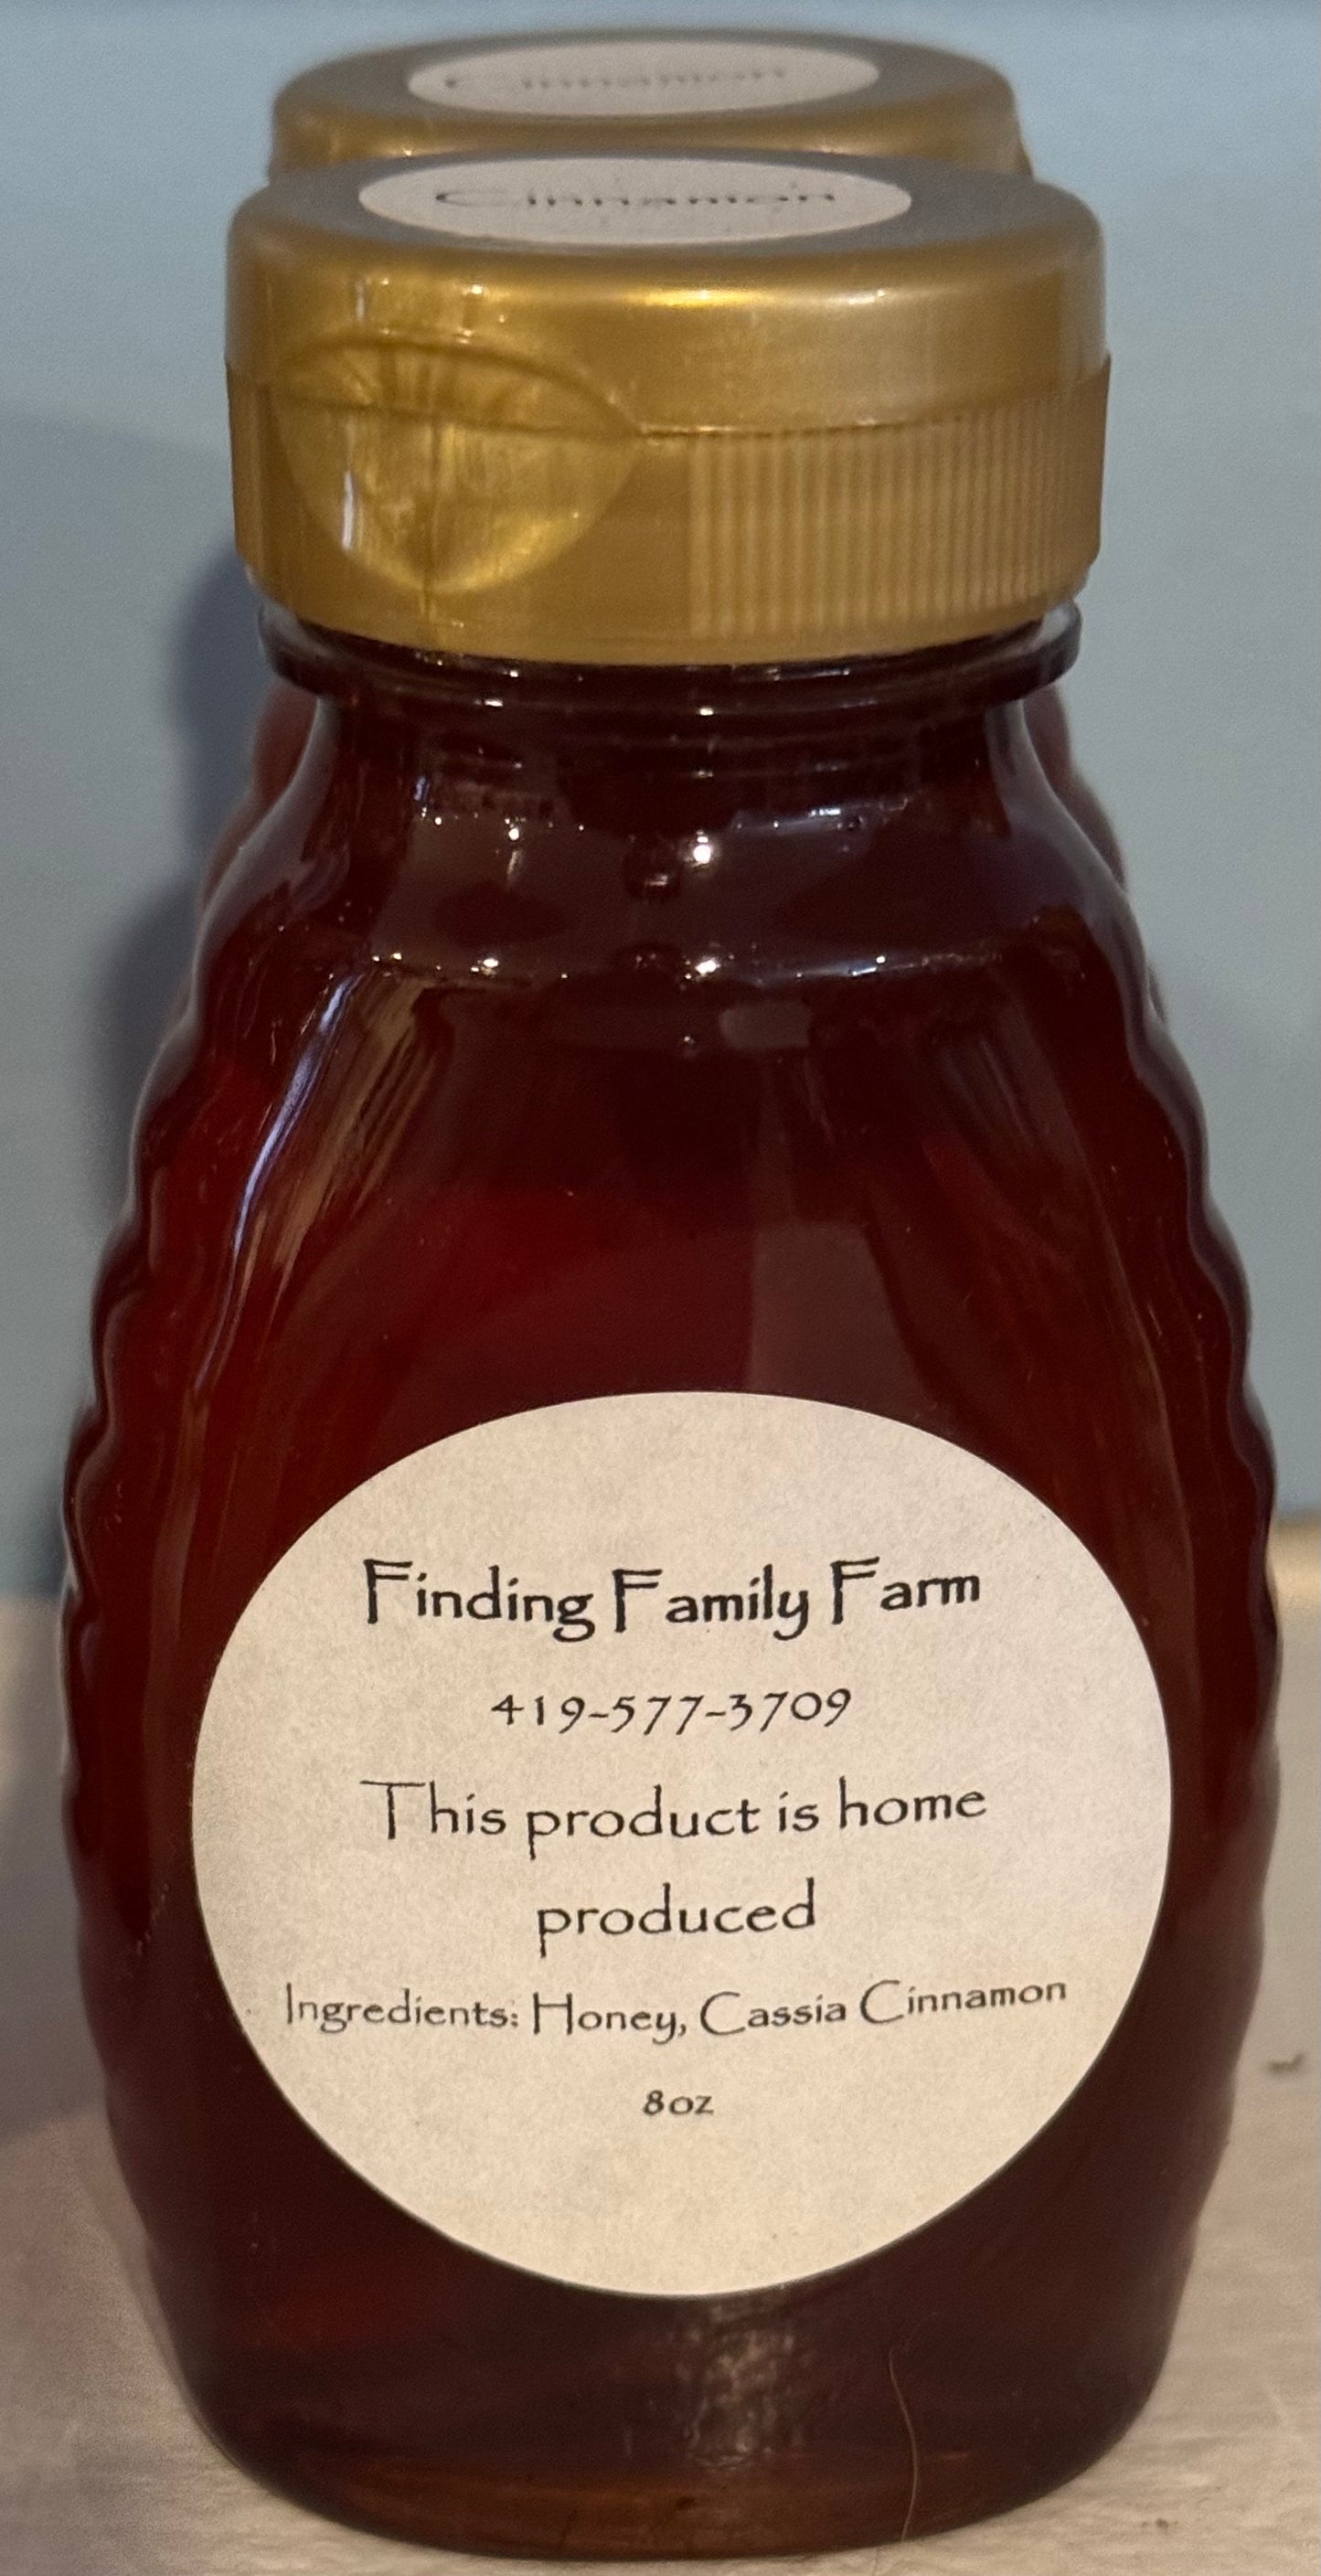 Cinnamon
Cinnamon
Finding Family Farm
419-577-3709
This product is home
produced
Ingredients: Honey, Cassia Cinnamon
8oz